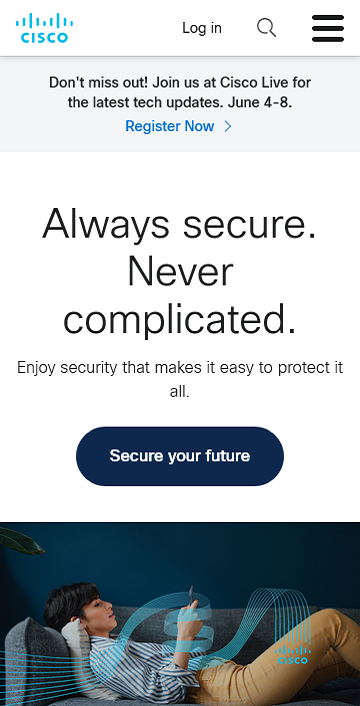 CISCO
Log in
Don't miss out! Join us at Cisco Live for
the latest tech updates. June 4-8.
Register Now
Always secure.
Never
complicated.
Enjoy security that makes it easy to protect it
all.
Secure your future
CISCO